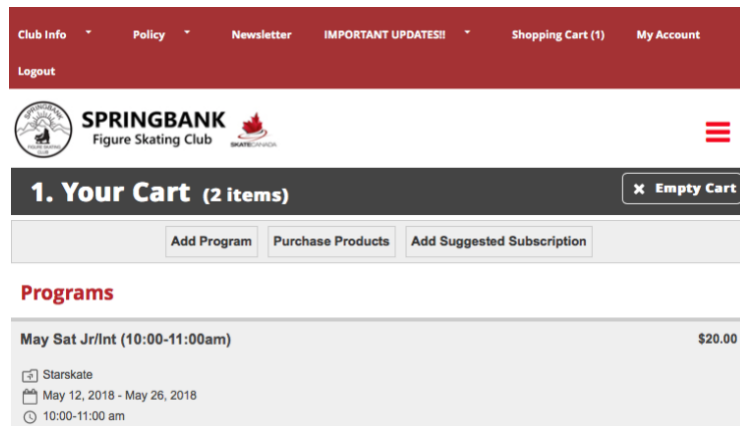 Club Info Policy Newsletter IMPORTANT UPDATES!! Shopping Cart (1) My Account
Logout
SPRINGBANK
Figure Skating Club
SKATE CANADA
1. Your Cart (2 items)
x Empty Cart
Add Program Purchase Products Add Suggested Subscription
Programs
May Sat Jr/Int (10:00-11:00am) $20.00
Starskate
May 12, 2018 - May 26, 2018
10:00-11:00 am